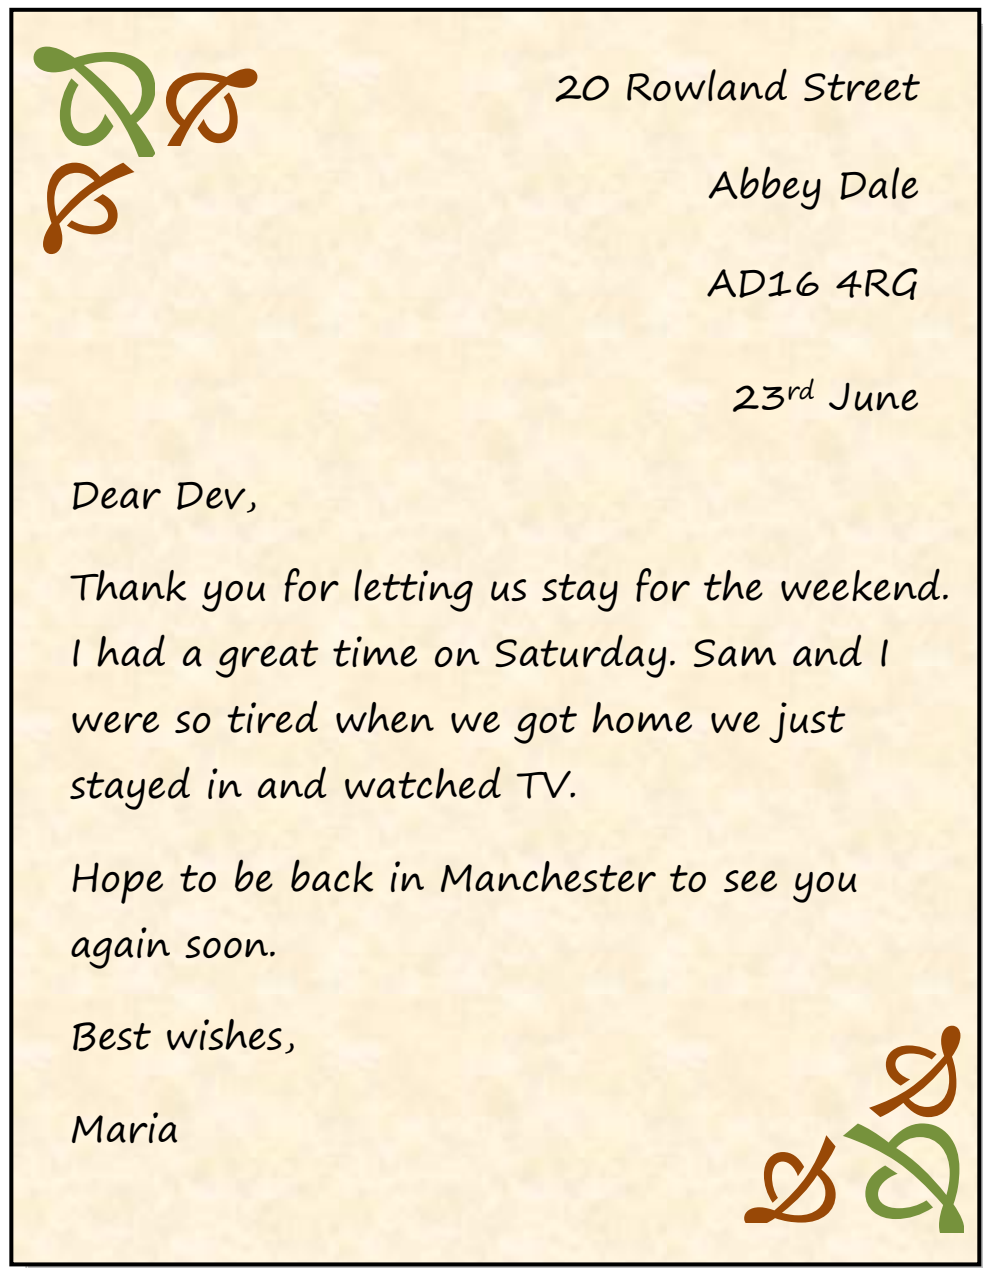 20 Rowland Street
Abbey Dale
AD16 4RG
23rd June
Dear Dev,
Thank you for letting us stay for the weekend.
I had a great time on Saturday. Sam and I
were so tired when we got home we just
stayed in and watched TV.
Hope to be back in Manchester to see you
again soon.
Best wishes,
Maria